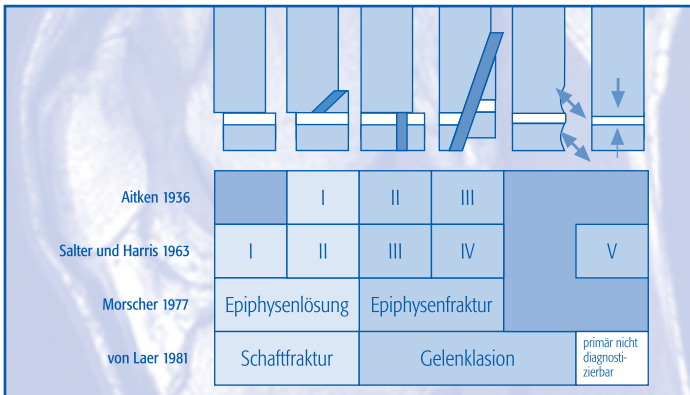 Aitken 1936 I II III
Salter und Harris 1963 I II III IV V
Morscher 1977 Epiphysenlösung Epiphysenfraktur
von Laer 1981 Schaftfraktur Gelenklasion primär nicht
diagnosti-
zierbar